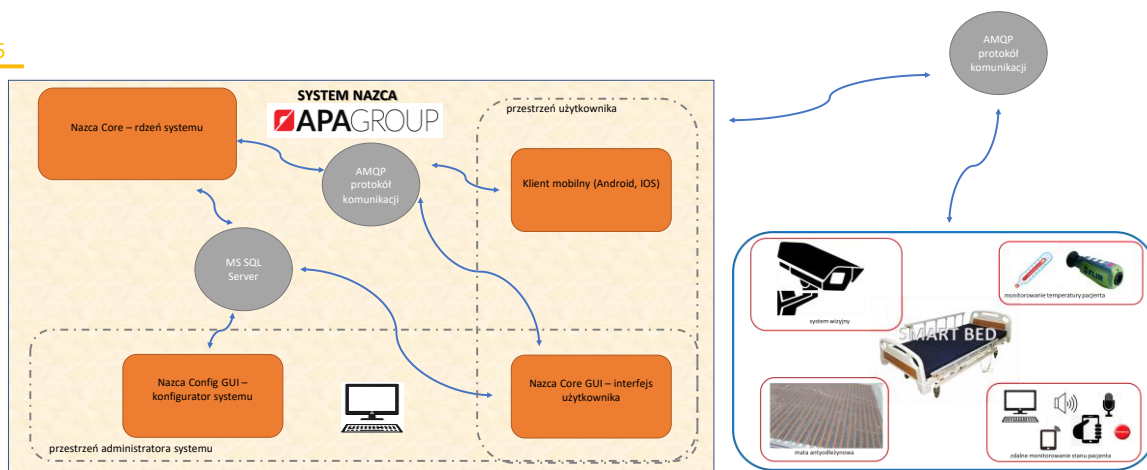 6
SYSTEM NAZCA
APAGROUP
Nazca Core – rdzeń systemu
AMQP
protokół
komunikacji
przestrzeń użytkownika
Klient mobilny (Android, IOS)
MS SQL
Server
Nazca Config GUI –
konfigurator systemu
Nazca Core GUI – interfejs
użytkownika
przestrzeń administratora systemu
AMQP
protokół
komunikacji
system wizyjny
monitorowanie temperatury pacjenta
SMART BED
mata antyodleżynowa
zdalne monitorowanie stanu pacjenta